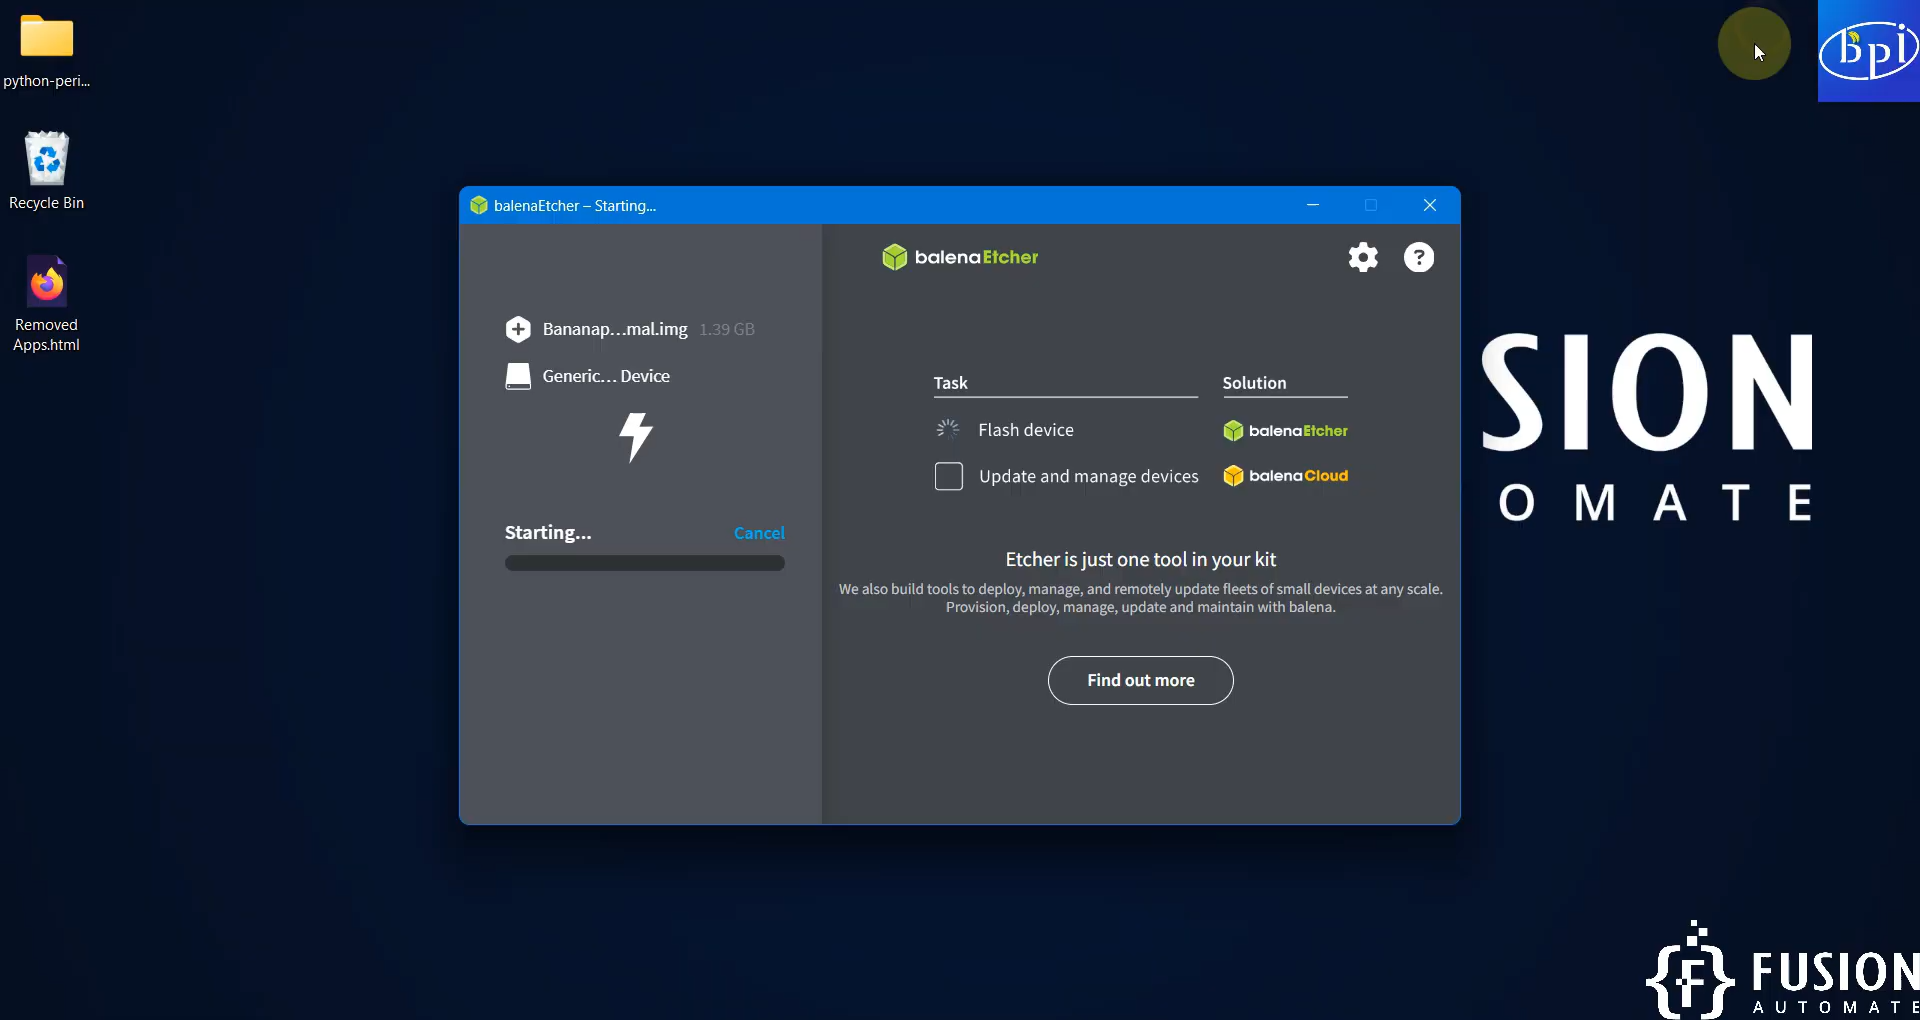 python-peri...
Recycle Bin
Removed
Apps.html
balenaEtcher – Starting...
balenaEtcher
?
Bananap...mal.img 1.39 GB
Generic... Device
Starting... Cancel
Task Solution
Flash device balenaEtcher
Update and manage devices balenaCloud
Etcher is just one tool in your kit
We also build tools to deploy, manage, and remotely update fleets of small devices at any scale.
Provision, deploy, manage, update and maintain with balena.
Find out more
bpi
SION
OMATE
{F} FUSION
AUTOMATE